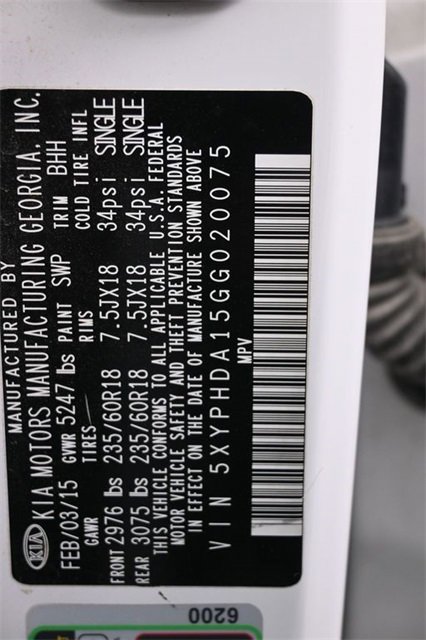 MANUFACTURED BY
KIA KIA MOTORS MANUFACTURING GEORGIA, INC.
FEB/03/15 GVWR 5247 lbs PAINT SWP TRIM BHH
GAWR TIRES RIMS COLD TIRE INFL
FRONT 2976 lbs 235/60R18 7.5JX18 34psi SINGLE
REAR 3075 lbs 235/60R18 7.5JX18 34psi SINGLE
THIS VEHICLE CONFORMS TO ALL APPLICABLE U.S.A. FEDERAL
MOTOR VEHICLE SAFETY AND THEFT PREVENTION STANDARDS
IN EFFECT ON THE DATE OF MANUFACTURE SHOWN ABOVE
VIN 5XYPHDA15GG020075
MPV
6200